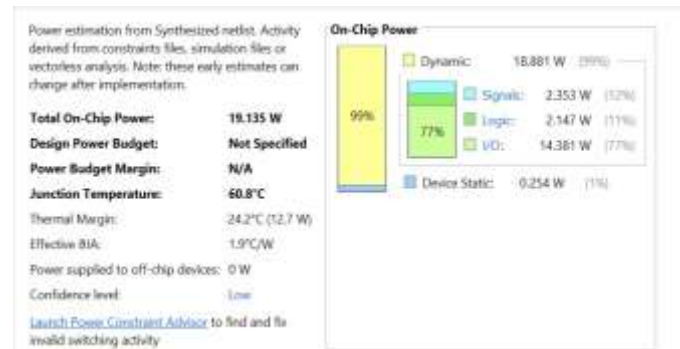 Power estimation from Synthesized netlist. Activity
derived from constraints files, simulation files or
vectorless analysis. Note: these early estimates can
change after implementation.
Total On-Chip Power: 19.135 W
Design Power Budget: Not Specified
Power Budget Margin: N/A
Junction Temperature: 60.8°C
Thermal Margin: 24.2°C (12.7 W)
Effective ϑJA: 1.9°C/W
Power supplied to off-chip devices: 0 W
Confidence level: Low
Launch Power Constraint Advisor to find and fix
invalid switching activity
On-Chip Power
Dynamic: 18.881 W (99%)
Signals: 2.353 W (12%)
Logic: 2.147 W (11%)
I/O: 14.381 W (77%)
Device Static: 0.254 W (1%)
99%
77%